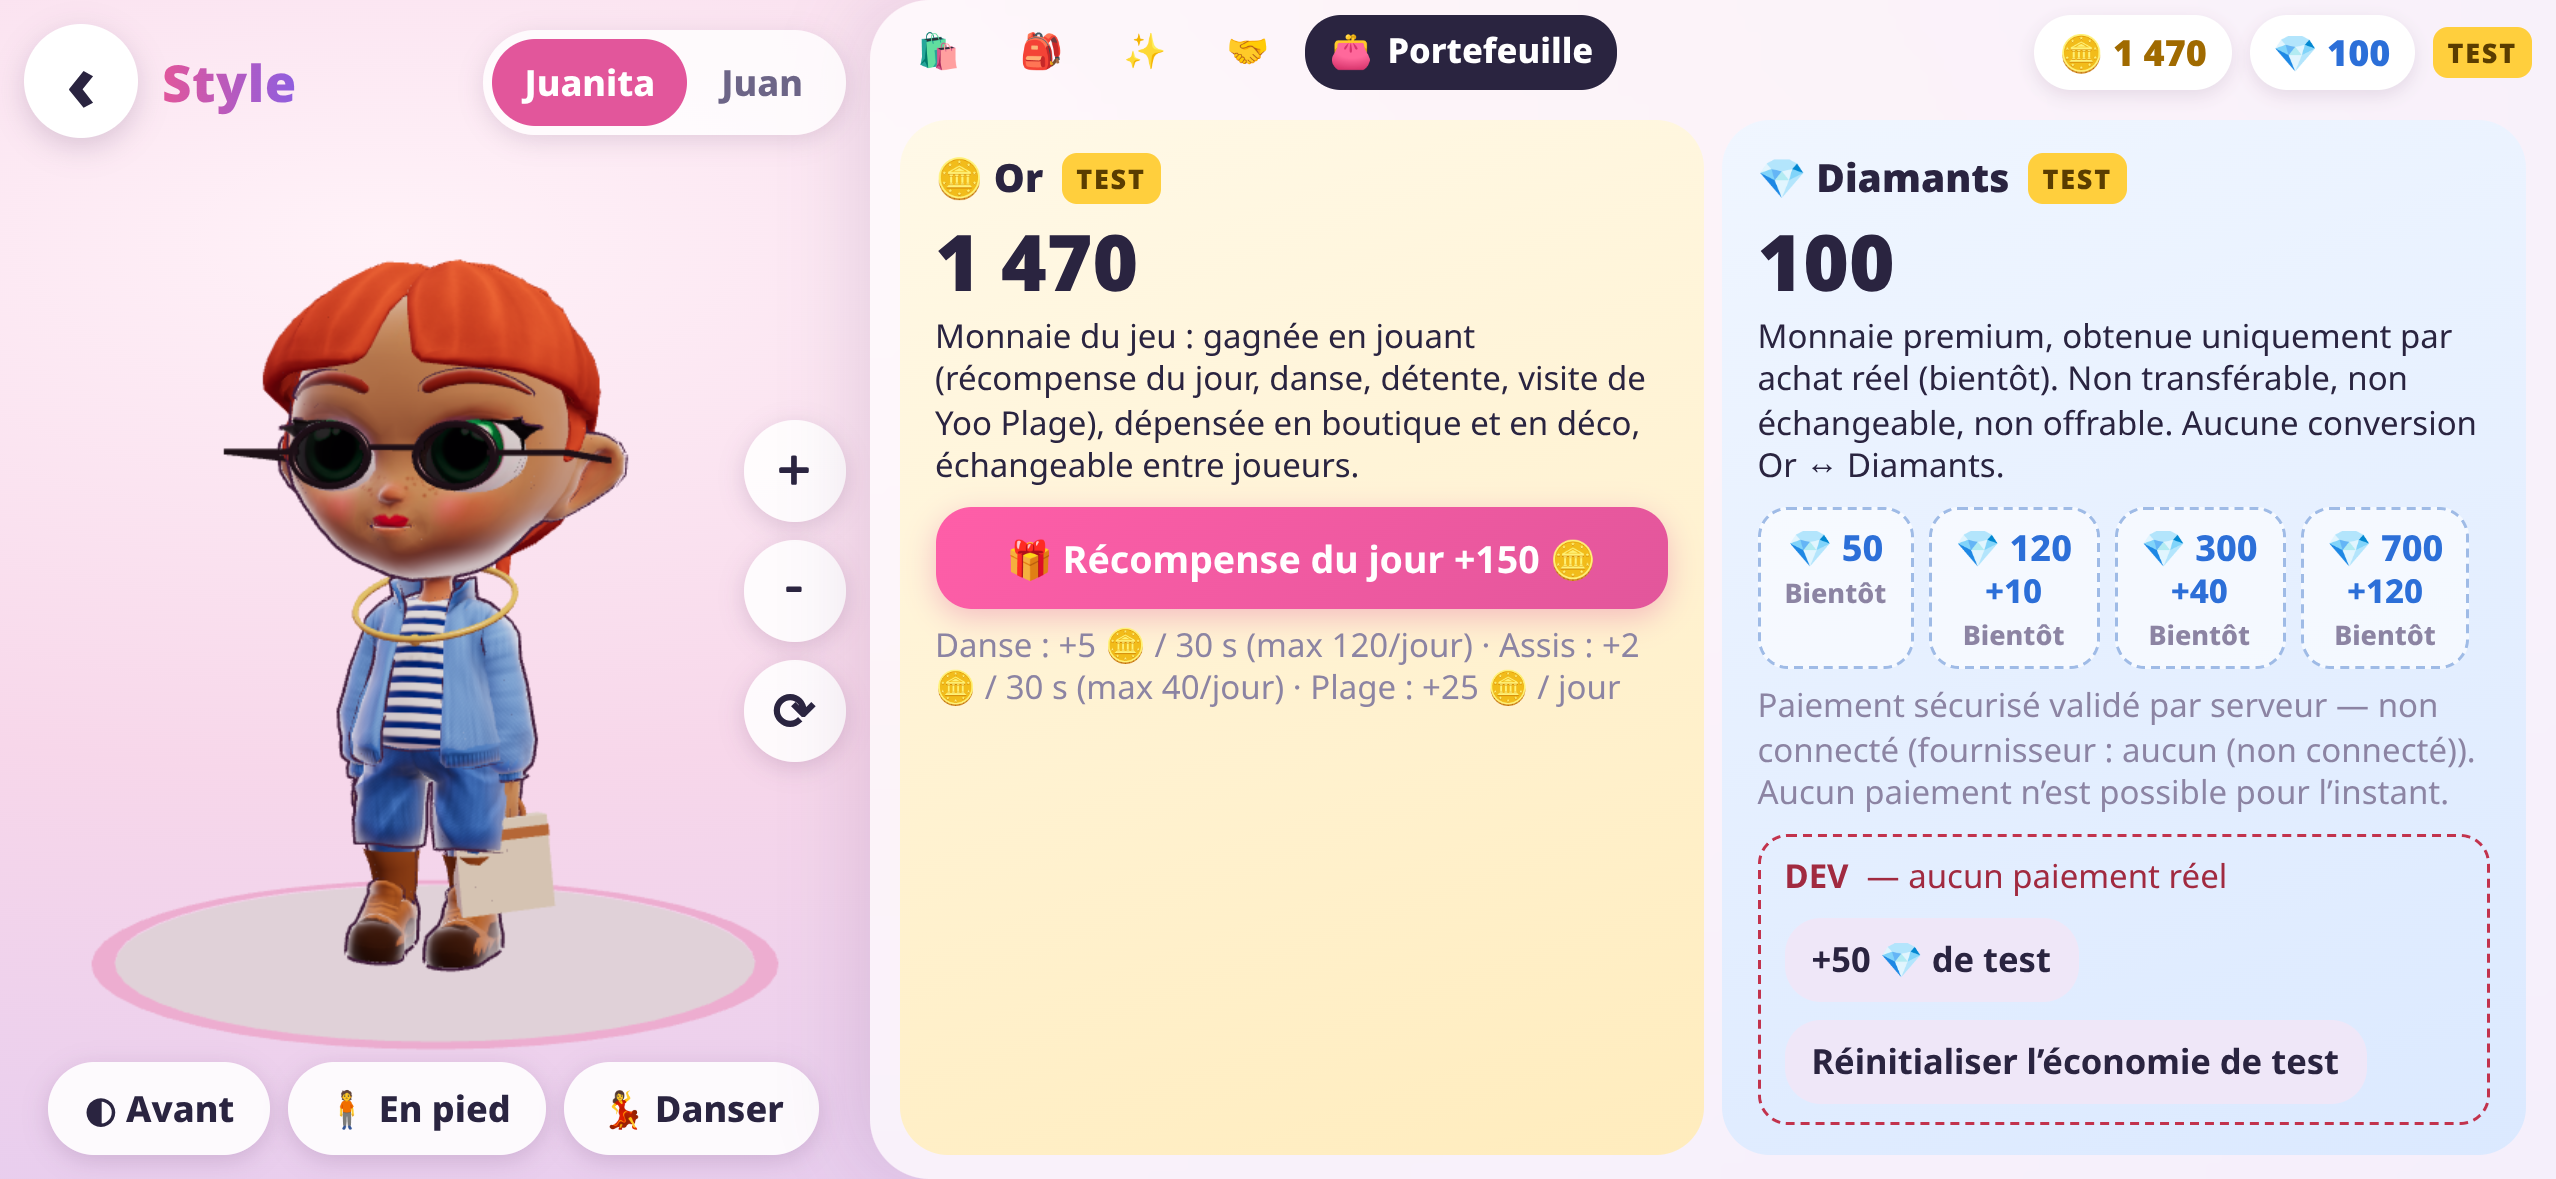 Style
Juanita
Juan
Portefeuille
1 470
100
TEST
+
-
Avant
En pied
Danser
Or TEST
1 470
Monnaie du jeu : gagnée en jouant
(récompense du jour, danse, détente, visite de
Yoo Plage), dépensée en boutique et en déco,
échangeable entre joueurs.
Récompense du jour +150
Danse : +5 🪙 / 30 s (max 120/jour) · Assis : +2
🪙 / 30 s (max 40/jour) · Plage : +25 🪙 / jour
Diamants TEST
100
Monnaie premium, obtenue uniquement par
achat réel (bientôt). Non transférable, non
échangeable, non offrable. Aucune conversion
Or ↔ Diamants.
50
Bientôt
120
+10
Bientôt
300
+40
Bientôt
700
+120
Bientôt
Paiement sécurisé validé par serveur — non
connecté (fournisseur : aucun (non connecté)).
Aucun paiement n’est possible pour l’instant.
DEV — aucun paiement réel
+50 💎 de test
Réinitialiser l’économie de test